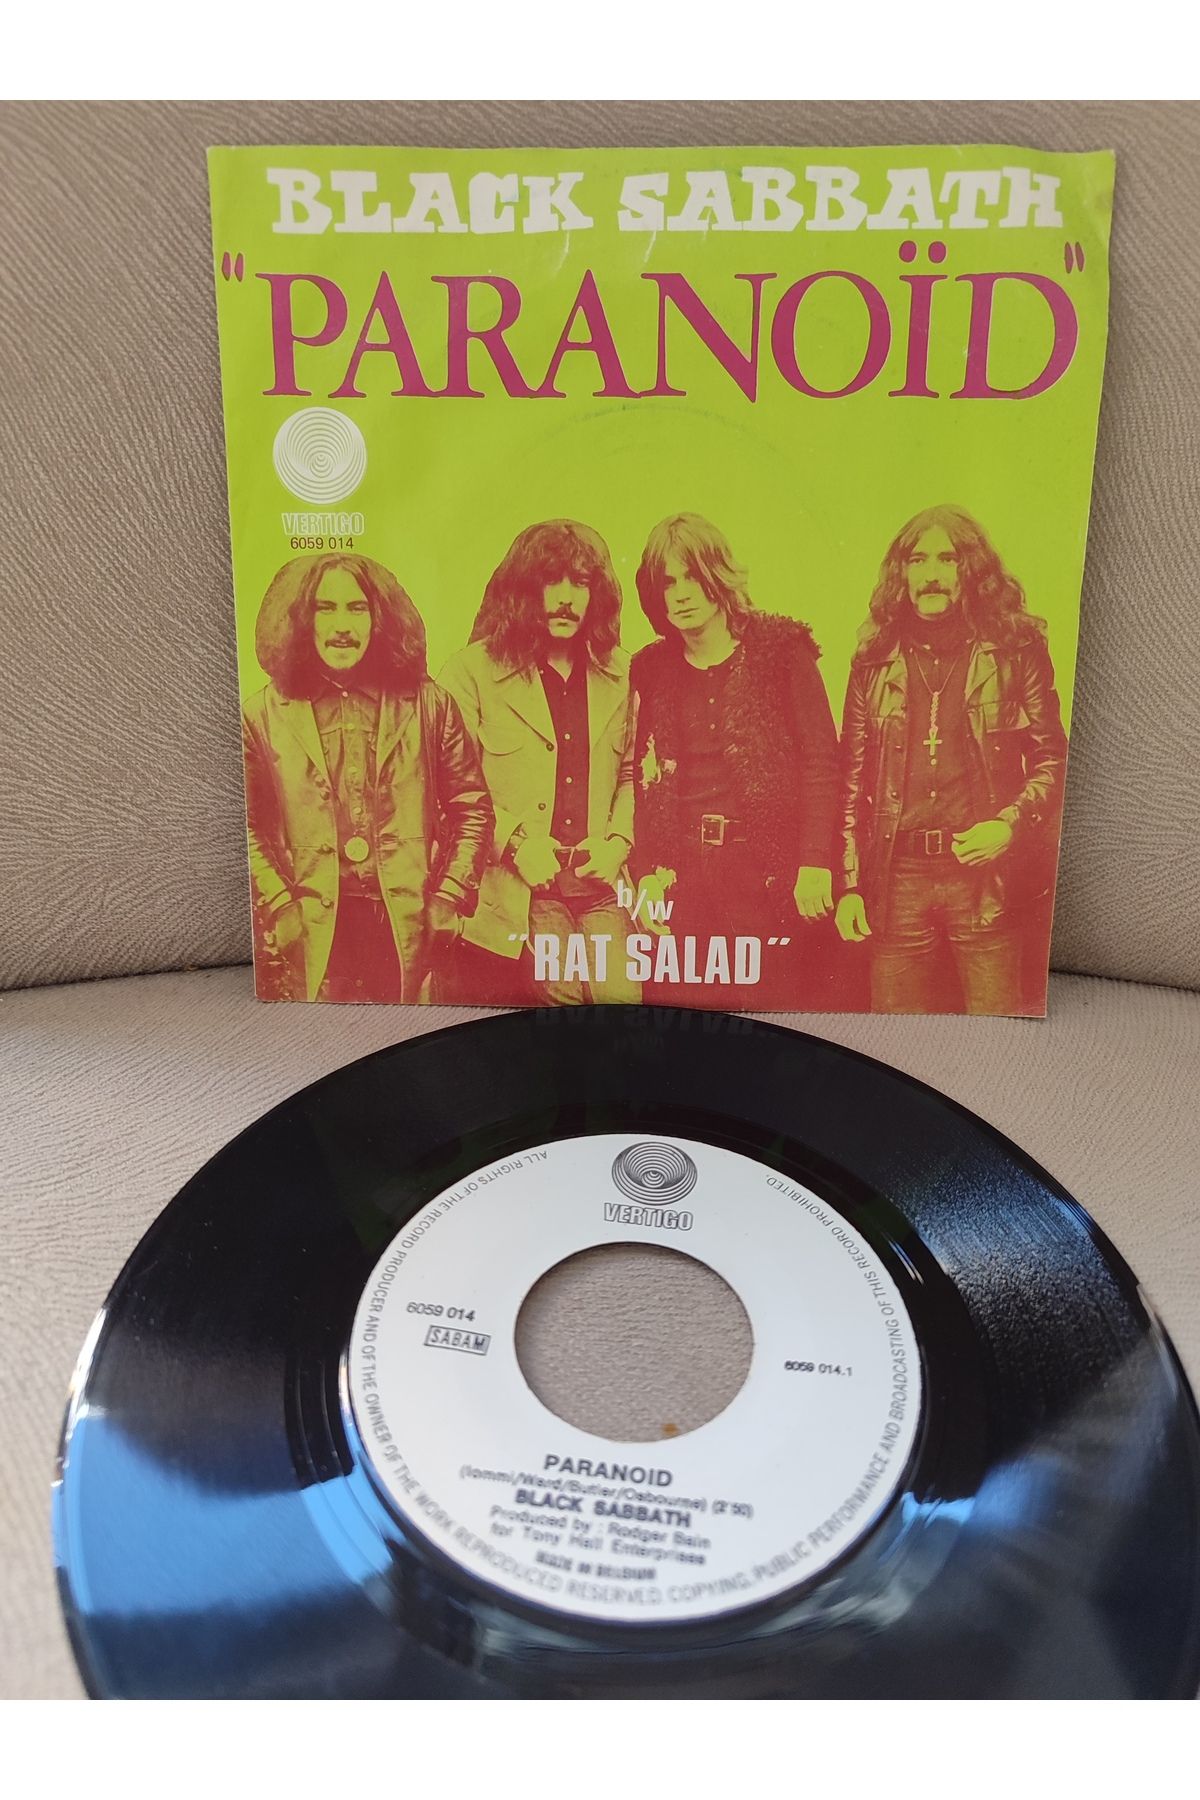 BLACK SABBATH
"PARANOÏD"
VERTIGO
6059 014
b/w
"RAT SALAD"
VERTIGO
6059 014
SABAM
6059 014.1
PARANOID
(Iommi/Ward/Butler/Osbourne) (2'50)
BLACK SABBATH
Produced by : Rodger Bain
for Tony Hall Enterprises
MADE IN BELGIUM
ALL RIGHTS OF THE RECORD PRODUCER AND OF THE OWNER OF THE WORK REPRODUCED RESERVED. COPYING, PUBLIC PERFORMANCE AND BROADCASTING OF THIS RECORD PROHIBITED.